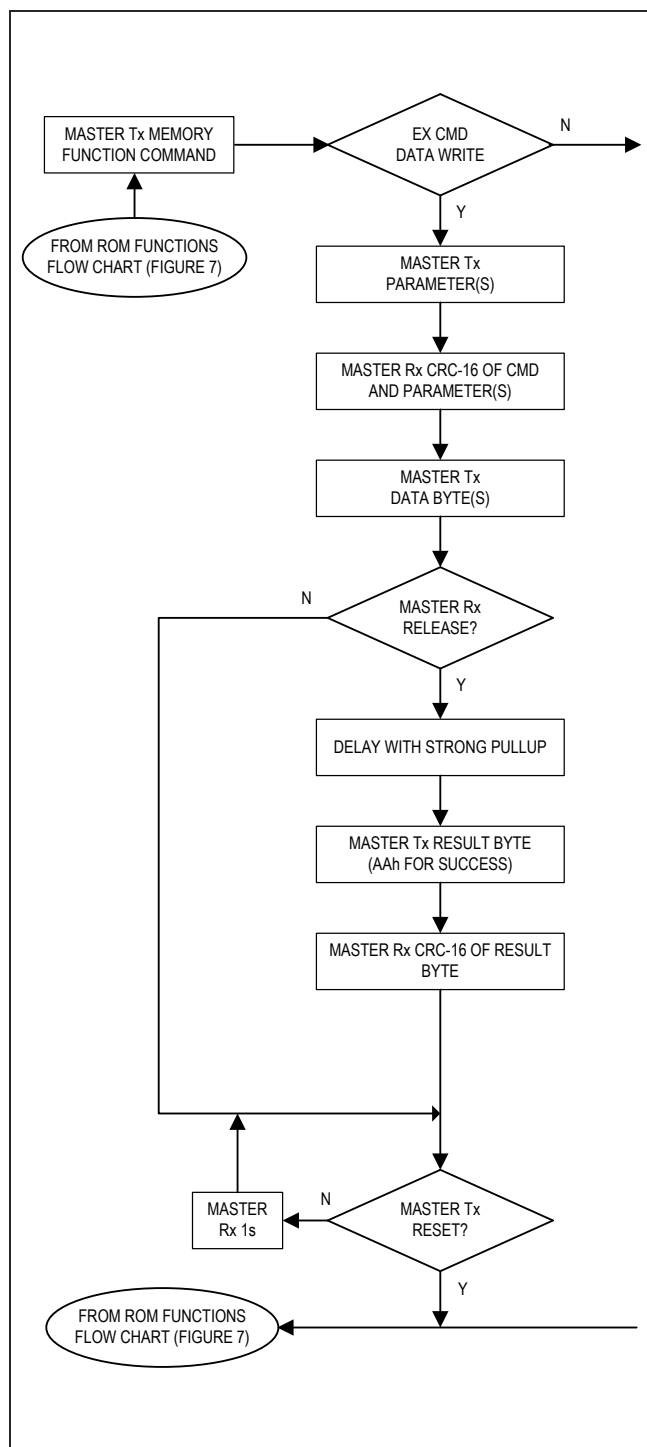 MASTER Tx MEMORY
FUNCTION COMMAND
EX CMD
DATA WRITE
N
Y
FROM ROM FUNCTIONS
FLOW CHART (FIGURE 7)
MASTER Tx
PARAMETER(S)
MASTER Rx CRC-16 OF CMD
AND PARAMETER(S)
MASTER Tx
DATA BYTE(S)
N
MASTER Rx
RELEASE?
Y
DELAY WITH STRONG PULLUP
MASTER Tx RESULT BYTE
(AAh FOR SUCCESS)
MASTER Rx CRC-16 OF RESULT
BYTE
MASTER
Rx 1s
N
MASTER Tx
RESET?
Y
FROM ROM FUNCTIONS
FLOW CHART (FIGURE 7)